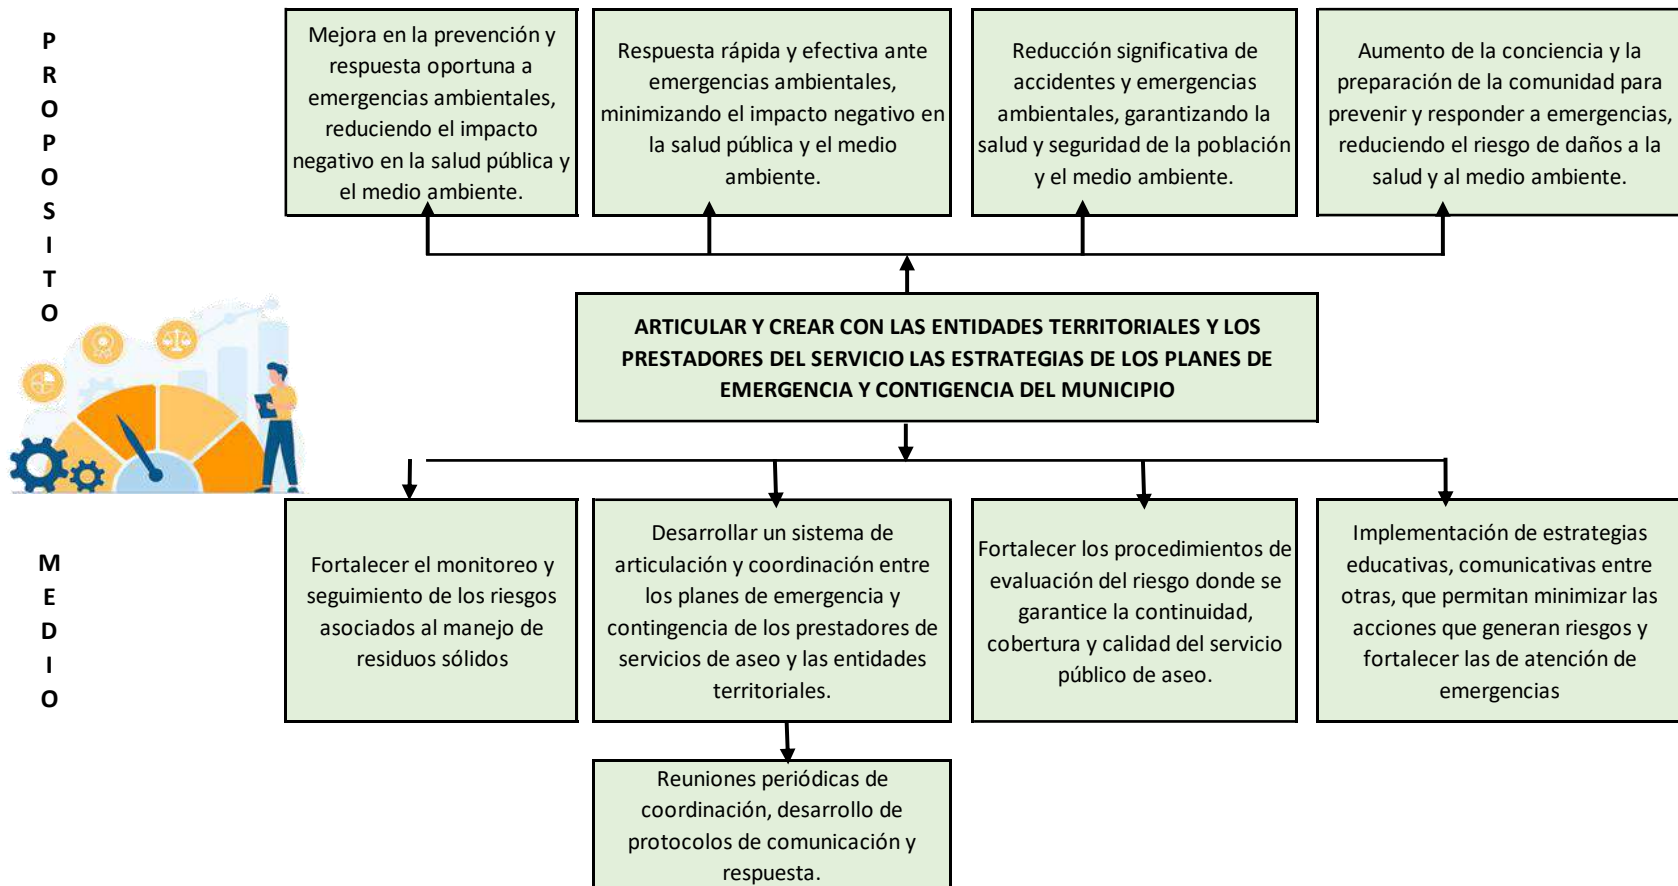 P
R
O
P
O
S
I
T
O
Mejora en la prevención y
respuesta oportuna a
emergencias ambientales,
reduciendo el impacto
negativo en la salud pública y
el medio ambiente.
Respuesta rápida y efectiva ante
emergencias ambientales,
minimizando el impacto negativo en
la salud pública y el medio
ambiente.
Reducción significativa de
accidentes y emergencias
ambientales, garantizando la
salud y seguridad de la población
y el medio ambiente.
Aumento de la conciencia y la
preparación de la comunidad para
prevenir y responder a emergencias,
reduciendo el riesgo de daños a la
salud y al medio ambiente.
ARTICULAR Y CREAR CON LAS ENTIDADES TERRITORIALES Y LOS
PRESTADORES DEL SERVICIO LAS ESTRATEGIAS DE LOS PLANES DE
EMERGENCIA Y CONTIGENCIA DEL MUNICIPIO
M
E
D
I
O
Fortalecer el monitoreo y
seguimiento de los riesgos
asociados al manejo de
residuos sólidos
Desarrollar un sistema de
articulación y coordinación entre
los planes de emergencia y
contingencia de los prestadores de
servicios de aseo y las entidades
territoriales.
Fortalecer los procedimientos de
evaluación del riesgo donde se
garantice la continuidad,
cobertura y calidad del servicio
público de aseo.
Implementación de estrategias
educativas, comunicativas entre
otras, que permitan minimizar las
acciones que generan riesgos y
fortalecer las de atención de
emergencias
Reuniones periódicas de
coordinación, desarrollo de
protocolos de comunicación y
respuesta.